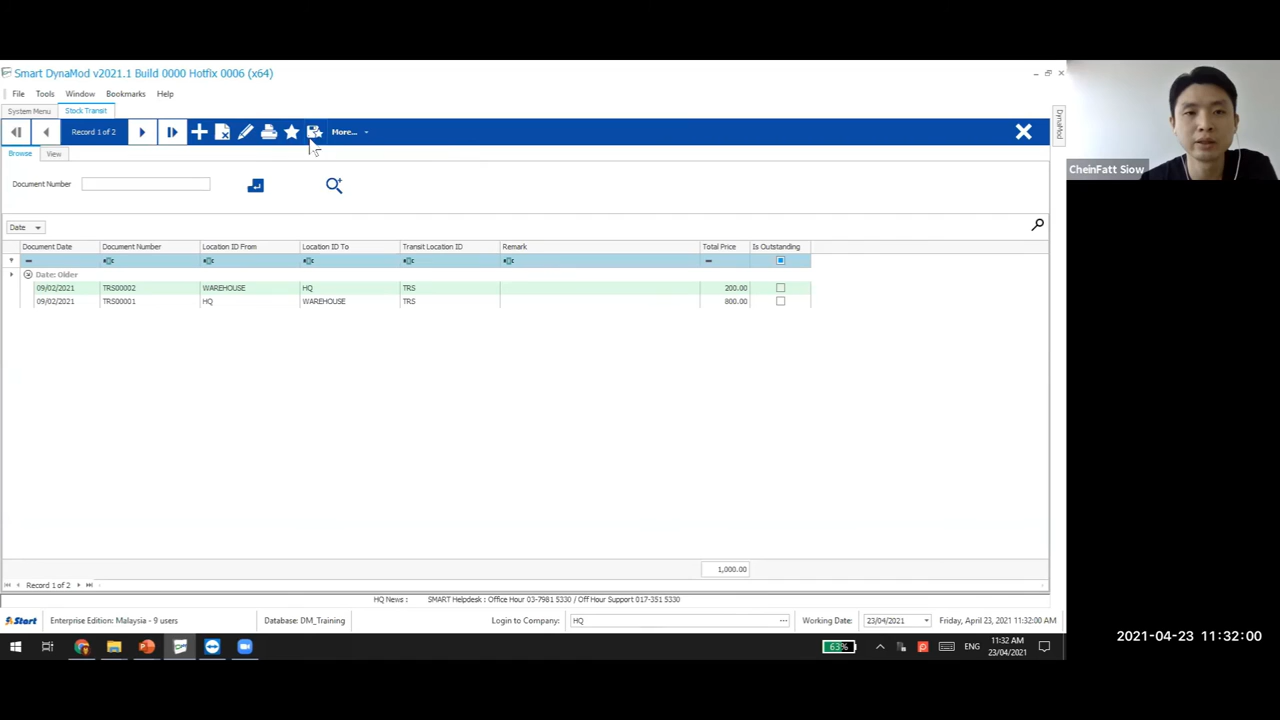 Smart DynaMod v2021.1 Build 0000 Hotfix 0006 (x64)
File Tools Window Bookmarks Help
System Menu Stock Transit
DynaMod
Record 1 of 2 More...
Browse View
CheinFatt Siow
Document Number
Date
Document Date Document Number Location ID From Location ID To Transit Location ID Remark Total Price Is Outstanding
Date: Older
09/02/2021 TRS00002 WAREHOUSE HQ TRS 200.00
09/02/2021 TRS00001 HQ WAREHOUSE TRS 800.00
1,000.00
Record 1 of 2
HQ News : SMART Helpdesk : Office Hour 03-7981 5330 / Off Hour Support 017-351 5330
Start Enterprise Edition: Malaysia - 9 users Database: DM_Training Login to Company: HQ Working Date: 23/04/2021 Friday, April 23, 2021 11:32:00 AM
63% ENG 11:32 AM
23/04/2021
2021-04-23 11:32:00